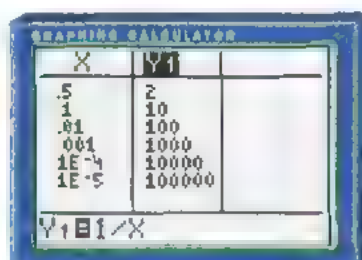 GRAPHING CALCULATOR
X Y1
.5 2
.1 10
.01 100
.001 1000
1E-4 10000
1E-5 100000
Y1=1/X